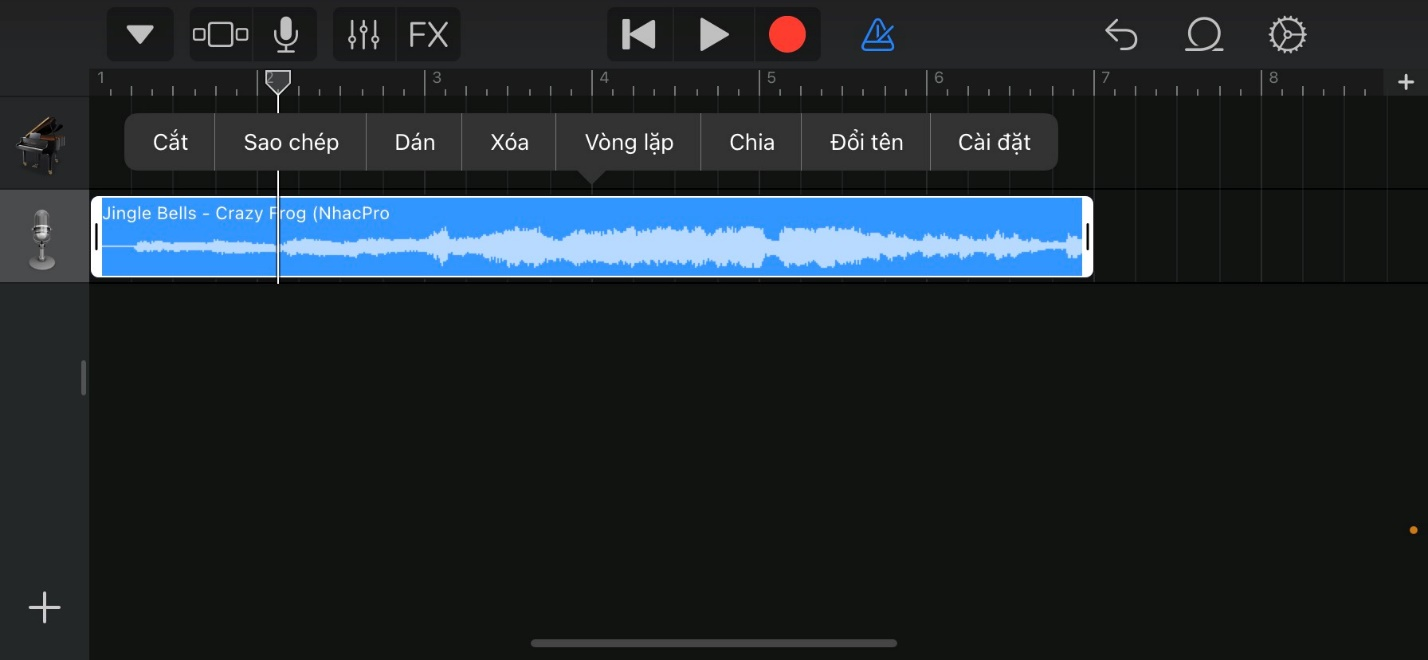 FX
1 2 3 4 5 6 7 8
Cắt Sao chép Dán Xóa Vòng lặp Chia Đổi tên Cài đặt
Jingle Bells - Crazy Frog (NhacPro